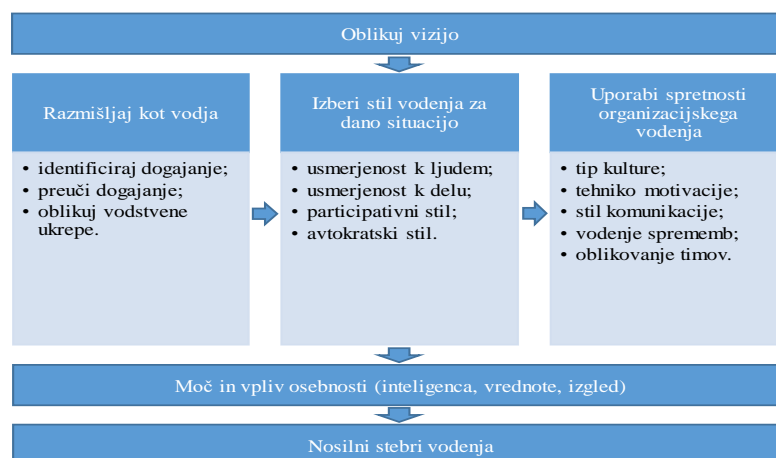 Oblikuj vizijo
Razmišljaj kot vodja
• identificiraj dogajanje;
• preuči dogajanje;
• oblikuj vodstvene
ukrepe.
Izberi stil vodenja za
dano situacijo
• usmerjenost k ljudem;
• usmerjenost k delu;
• participativni stil;
• avtokratski stil.
Uporabi spretnosti
organizacijskega
vodenja
• tip kulture;
• tehniko motivacije;
• stil komunikacije;
• vodenje sprememb;
• oblikovanje timov.
Moč in vpliv osebnosti (inteligenca, vrednote, izgled)
Nosilni stebri vodenja